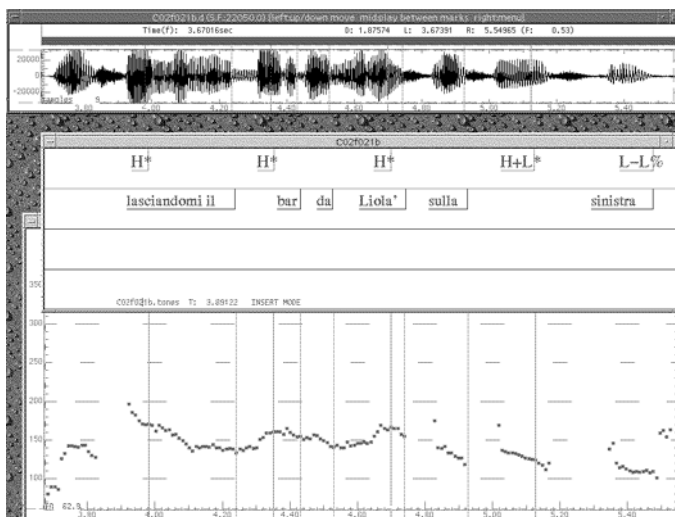 C02f021b.d (S.F.:22050.0) {left:up/down move  midplay between marks  right:menu}
Time(f): 3.67016sec D: 1.87574 L: 3.67391 R: 5.54965 (F: 0.53)
20000
0
-20000
3.80 4.00 4.20 4.40 4.60 4.80 5.00 5.20 5.40
C02f021b
H* H* H* H+L* L-L%
lasciandomi il bar da Liola' sulla sinistra
350
C02f021b.tones T: 3.89122 INSERT MODE
300
250
200
150
100
F0 62.9 3.80 4.00 4.20 4.40 4.60 4.80 5.00 5.20 5.40